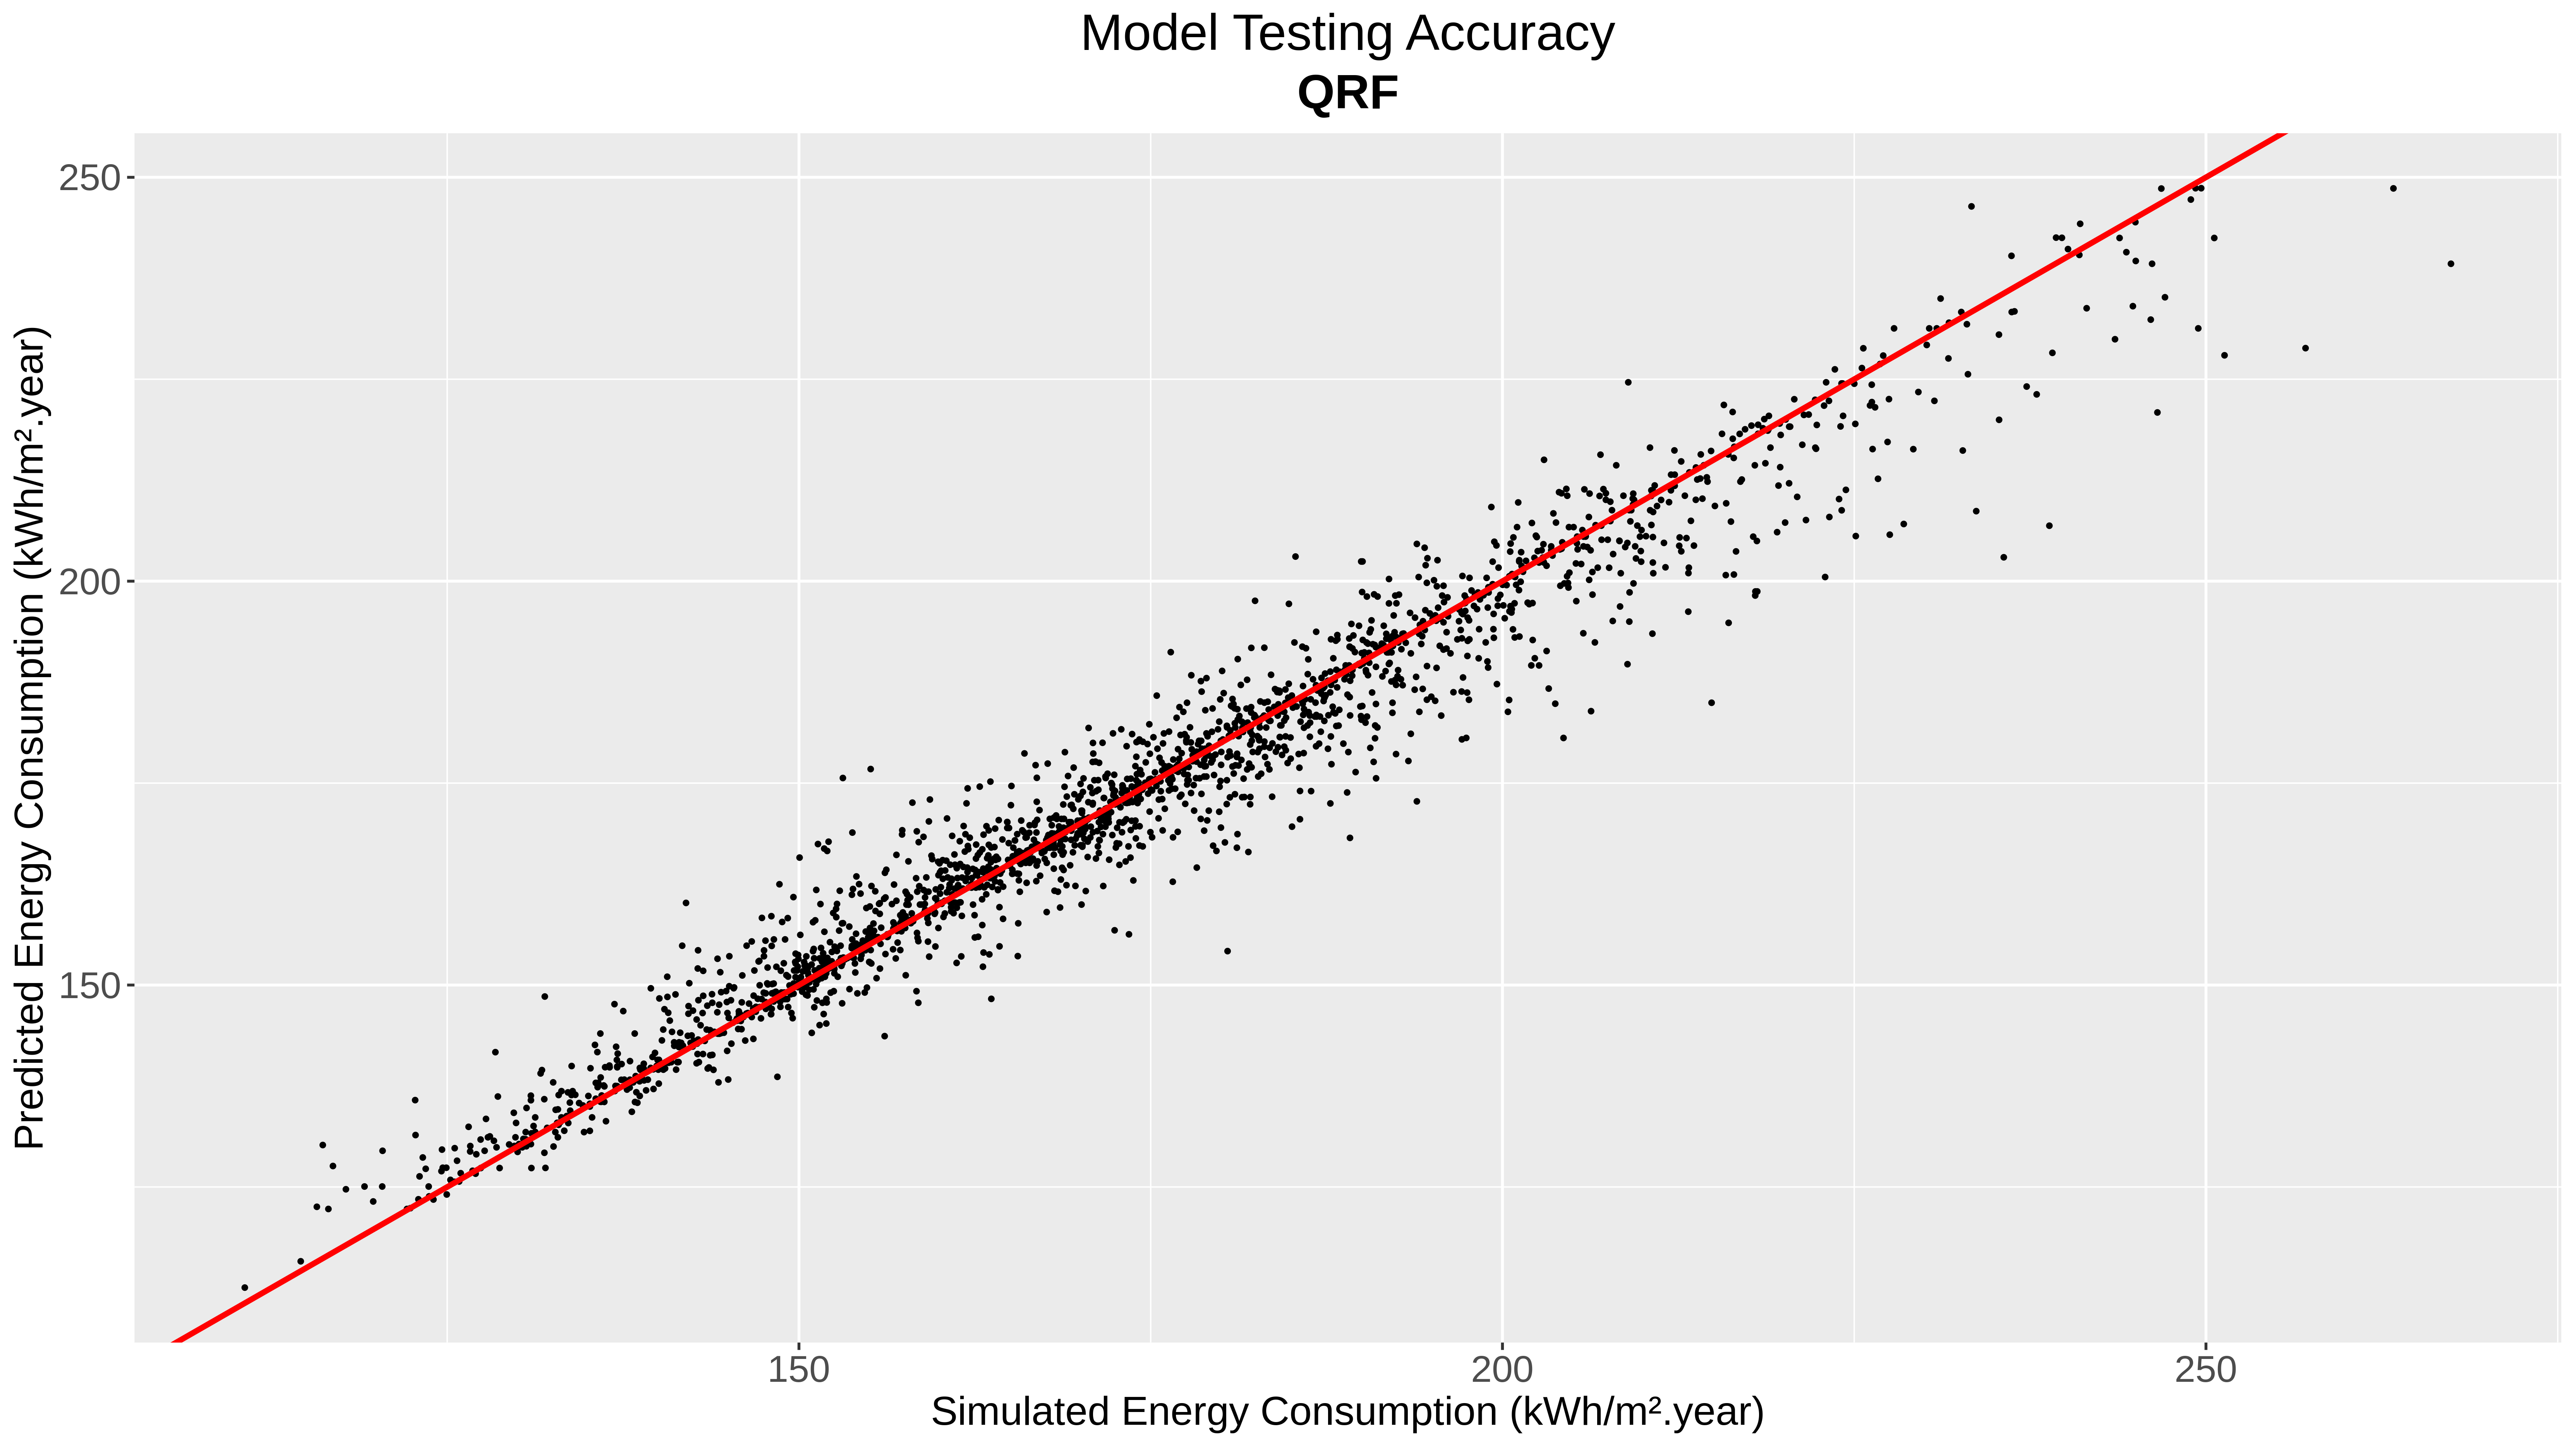 Model Testing Accuracy
QRF
Predicted Energy Consumption (kWh/m².year)
250
200
150
150
200
250
Simulated Energy Consumption (kWh/m².year)